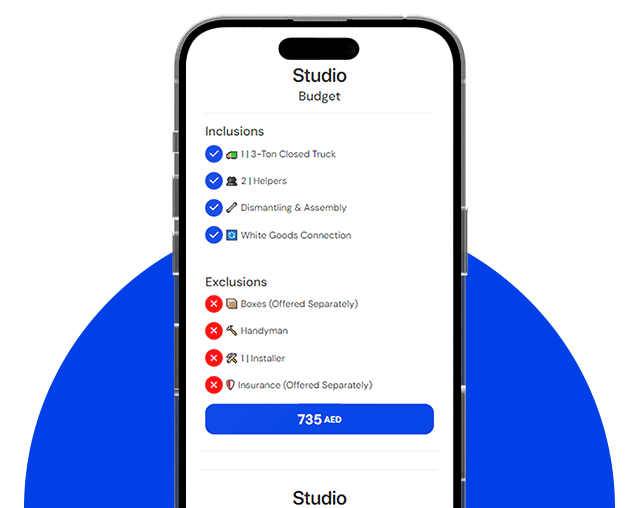 Studio
Budget
Inclusions
1 | 3-Ton Closed Truck
2 | Helpers
Dismantling & Assembly
White Goods Connection
Exclusions
Boxes (Offered Separately)
Handyman
1 | Installer
Insurance (Offered Separately)
735 AED
Studio